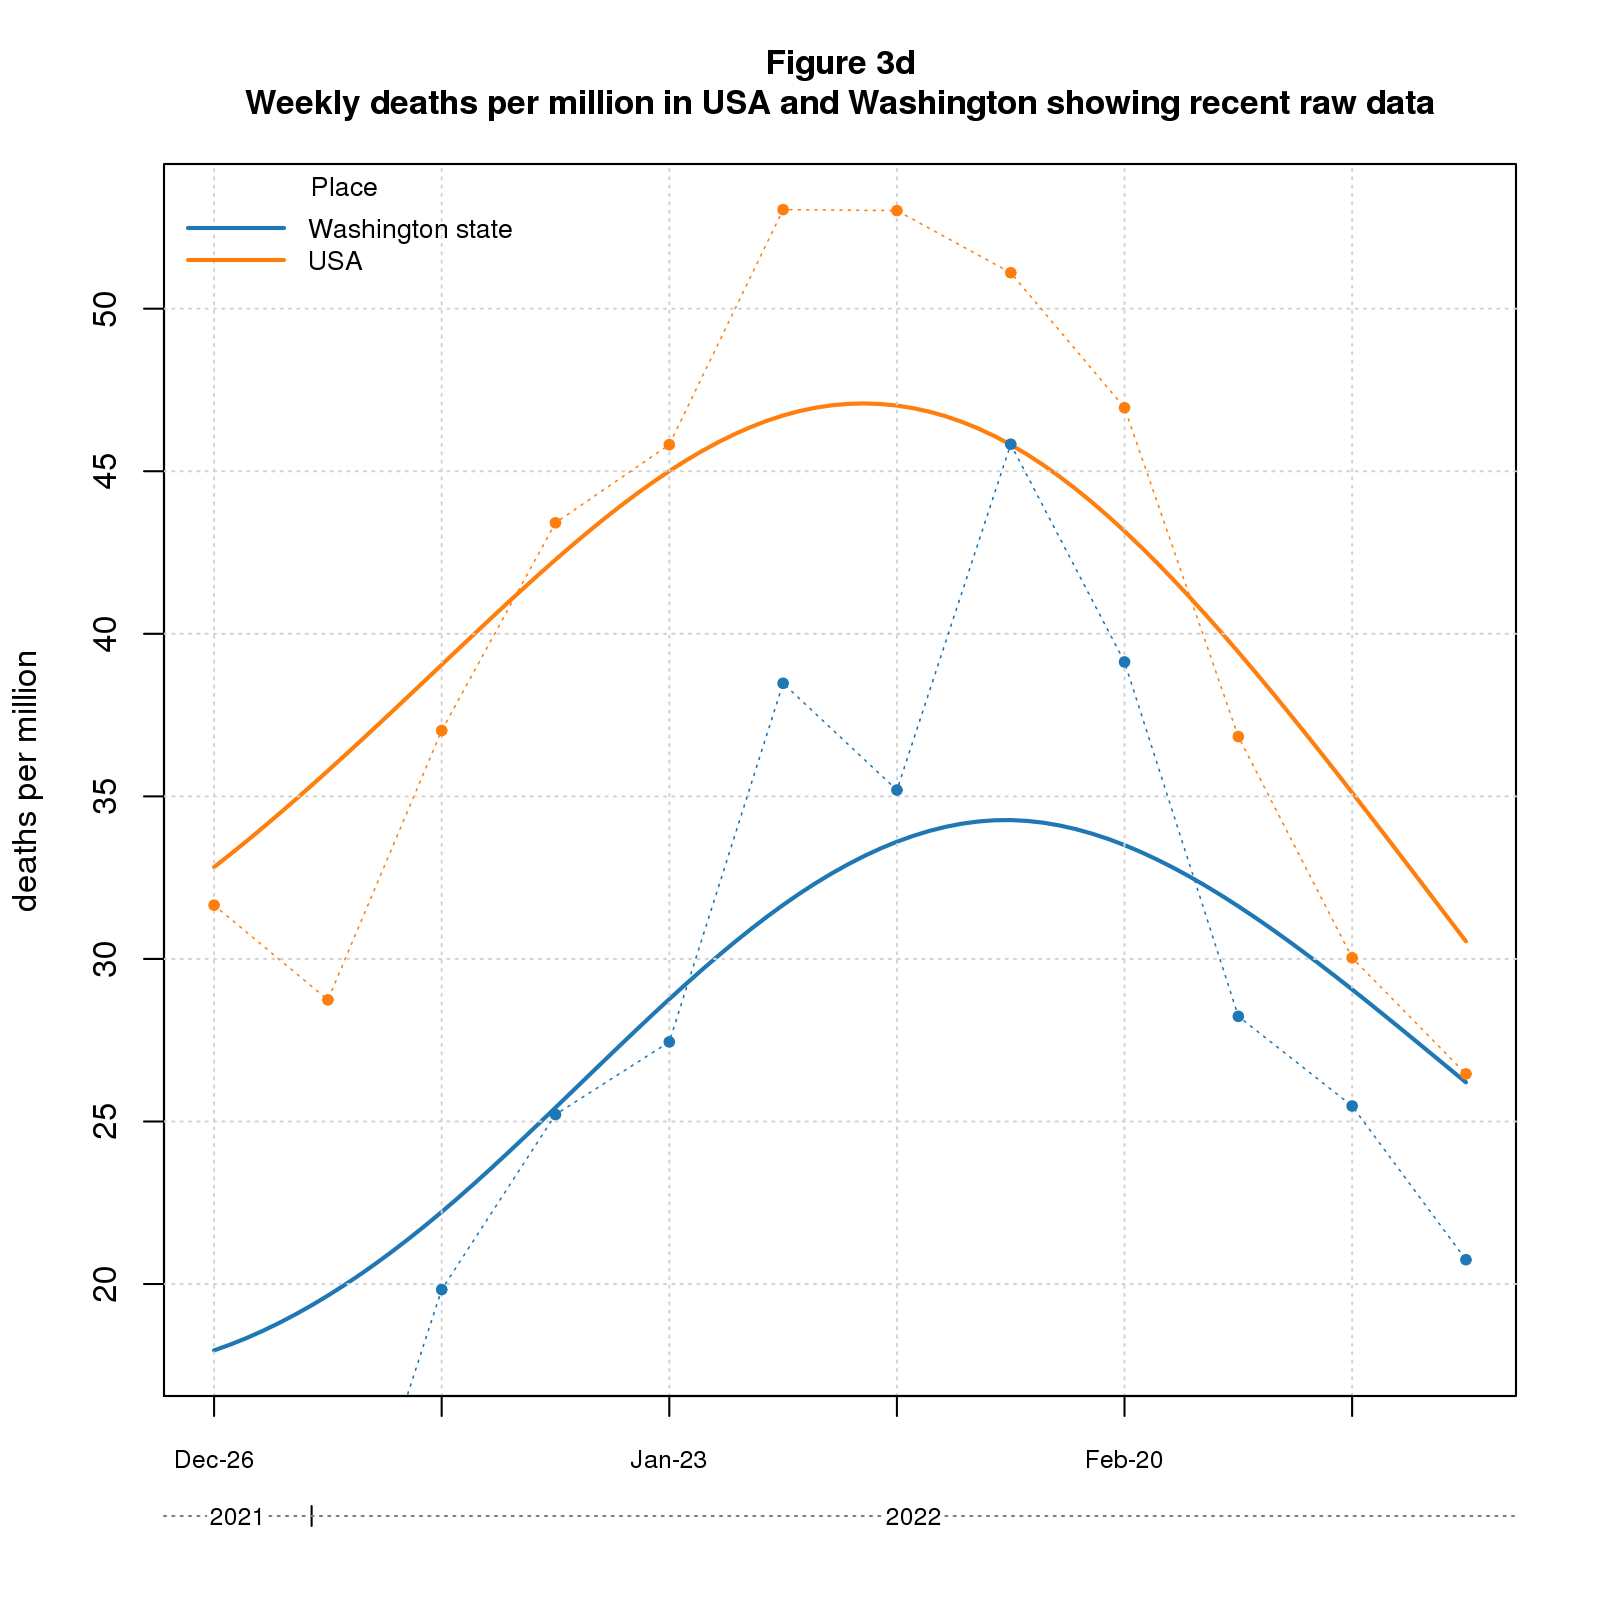 Figure 3d
Weekly deaths per million in USA and Washington showing recent raw data
Place
Washington state
USA
deaths per million
50
45
40
35
30
25
20
Dec-26 Jan-23 Feb-20
2021 2022